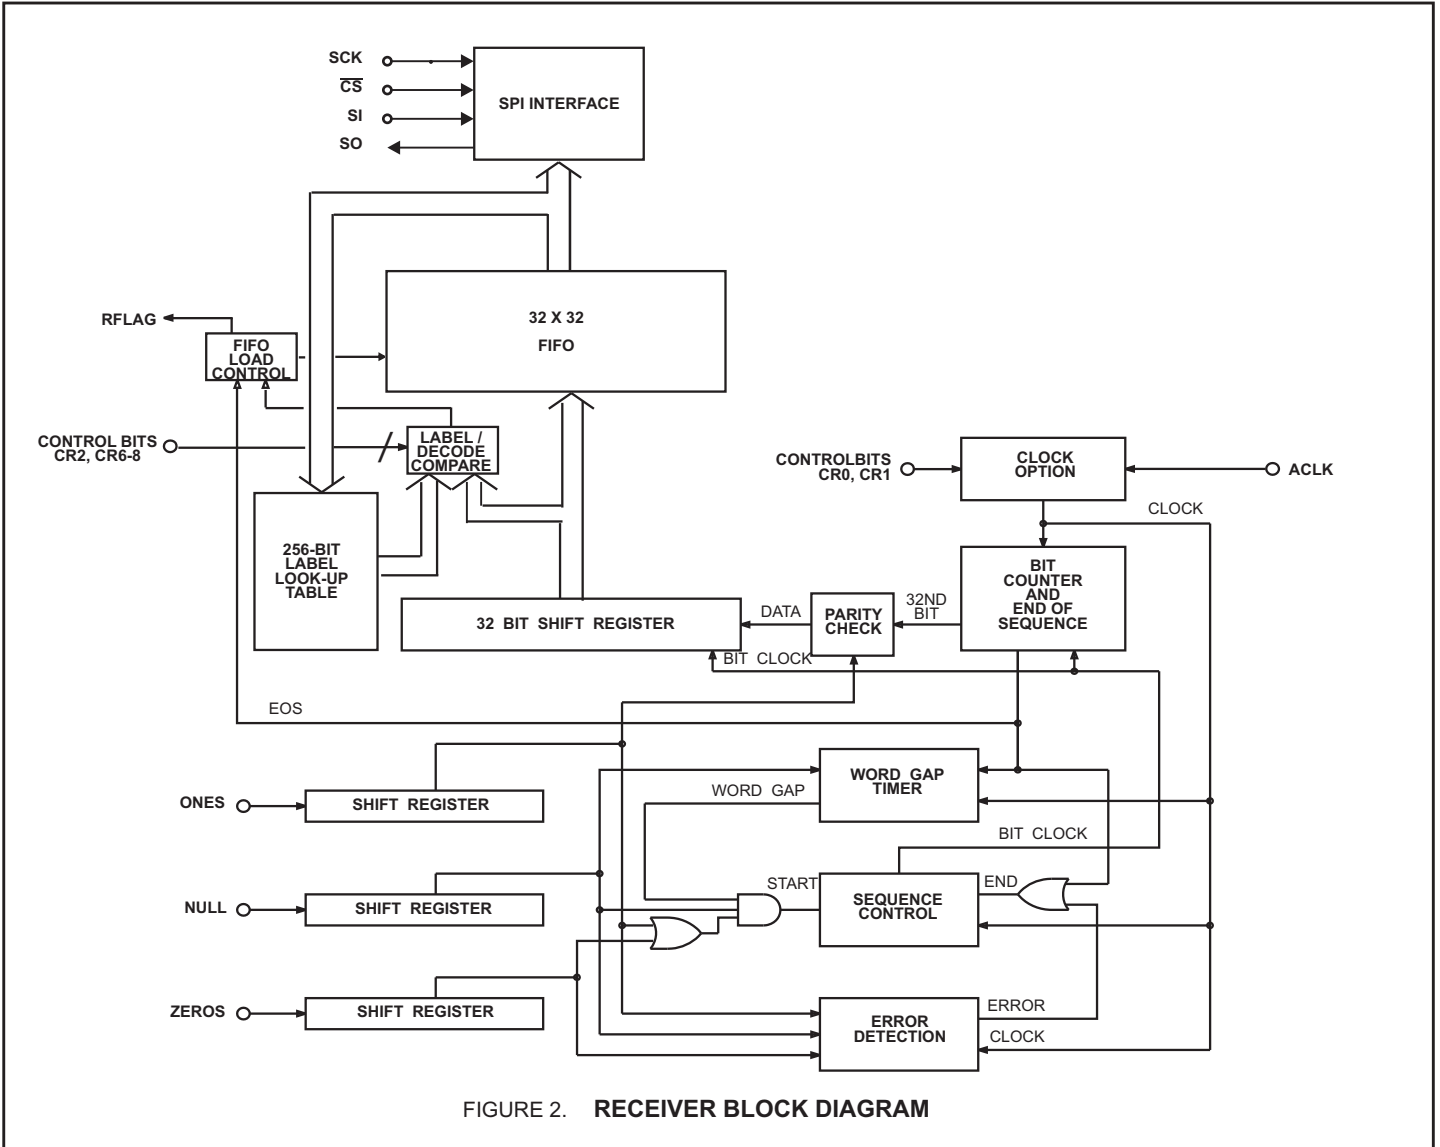 SCK
CS
SI
SO
SPI INTERFACE
32 X 32
FIFO
RFLAG
FIFO
LOAD
CONTROL
CONTROL BITS
CR2, CR6-8
LABEL /
DECODE
COMPARE
CONTROLBITS
CR0, CR1
CLOCK
OPTION
ACLK
CLOCK
256-BIT
LABEL
LOOK-UP
TABLE
BIT
COUNTER
AND
END OF
SEQUENCE
32ND
BIT
PARITY
CHECK
DATA
32 BIT SHIFT REGISTER
BIT CLOCK
EOS
WORD GAP
TIMER
WORD GAP
ONES
SHIFT REGISTER
BIT CLOCK
START
SEQUENCE
CONTROL
END
NULL
SHIFT REGISTER
ZEROS
SHIFT REGISTER
ERROR
DETECTION
ERROR
CLOCK
FIGURE 2. RECEIVER BLOCK DIAGRAM